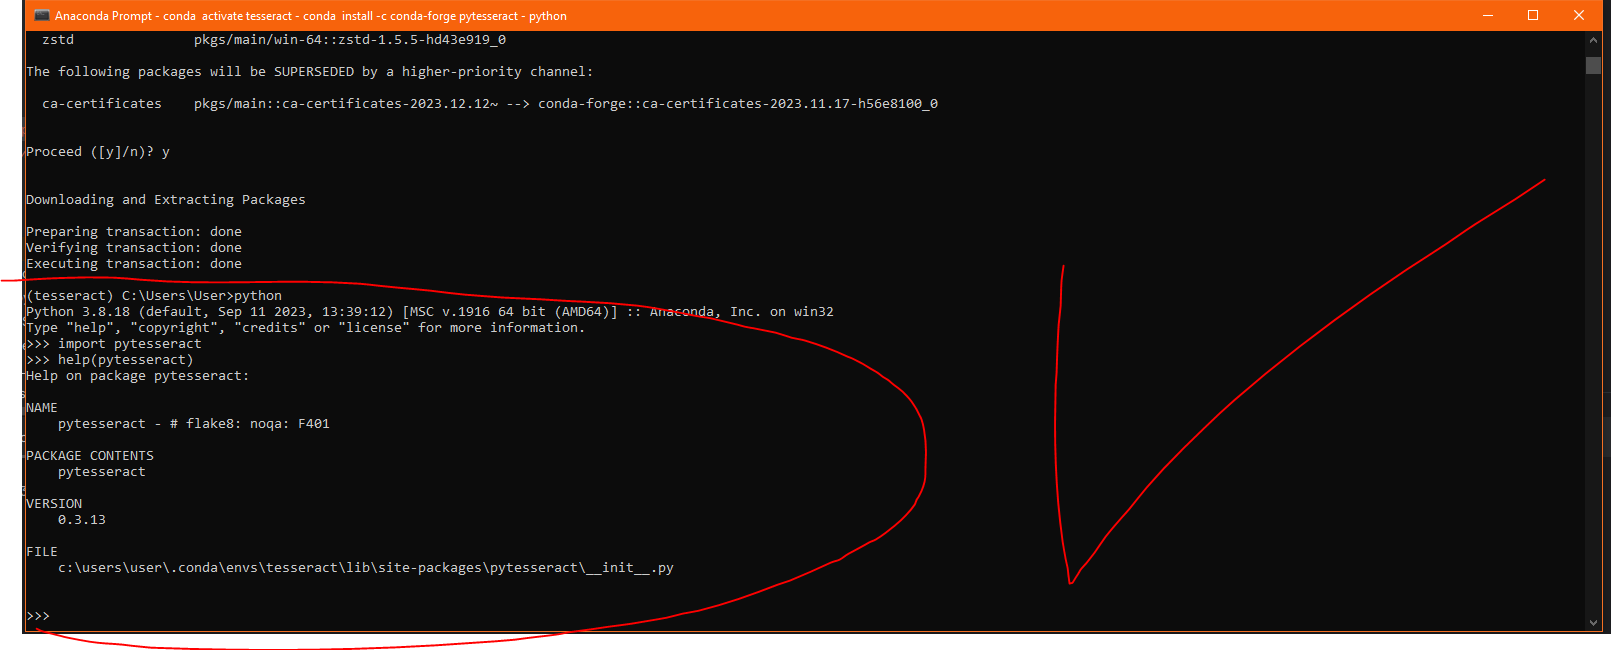 Anaconda Prompt - conda  activate tesseract - conda  install -c conda-forge pytesseract - python
  zstd               pkgs/main/win-64::zstd-1.5.5-hd43e919_0
The following packages will be SUPERSEDED by a higher-priority channel:
  ca-certificates    pkgs/main::ca-certificates-2023.12.12~ --> conda-forge::ca-certificates-2023.11.17-h56e8100_0
Proceed ([y]/n)? y
Downloading and Extracting Packages
Preparing transaction: done
Verifying transaction: done
Executing transaction: done
(tesseract) C:\Users\User>python
Python 3.8.18 (default, Sep 11 2023, 13:39:12) [MSC v.1916 64 bit (AMD64)] :: Anaconda, Inc. on win32
Type "help", "copyright", "credits" or "license" for more information.
>>> import pytesseract
>>> help(pytesseract)
Help on package pytesseract:
NAME
    pytesseract - # flake8: noqa: F401
PACKAGE CONTENTS
    pytesseract
VERSION
    0.3.13
FILE
    c:\users\user\.conda\envs\tesseract\lib\site-packages\pytesseract\__init__.py
>>>